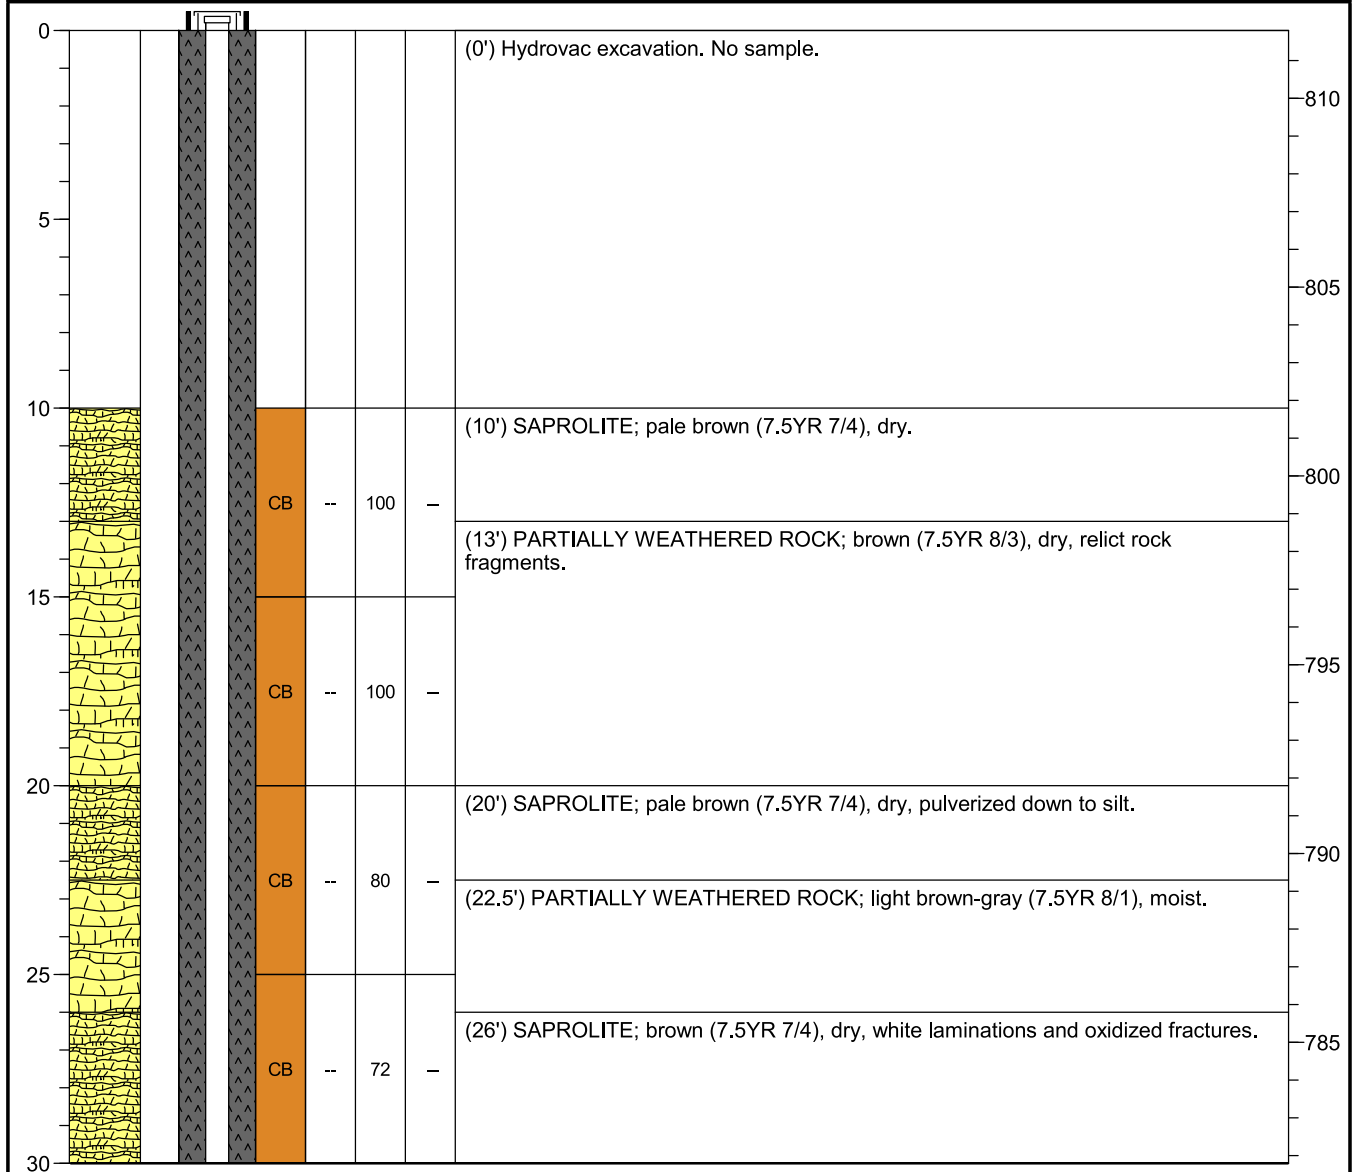 0
(0') Hydrovac excavation. No sample.
810
5
805
10
(10') SAPROLITE; pale brown (7.5YR 7/4), dry.
800
CB -- 100 –
(13') PARTIALLY WEATHERED ROCK; brown (7.5YR 8/3), dry, relict rock
fragments.
15
795
CB -- 100 –
20
(20') SAPROLITE; pale brown (7.5YR 7/4), dry, pulverized down to silt.
790
CB -- 80 –
(22.5') PARTIALLY WEATHERED ROCK; light brown-gray (7.5YR 8/1), moist.
25
(26') SAPROLITE; brown (7.5YR 7/4), dry, white laminations and oxidized fractures.
785
CB -- 72 –
30